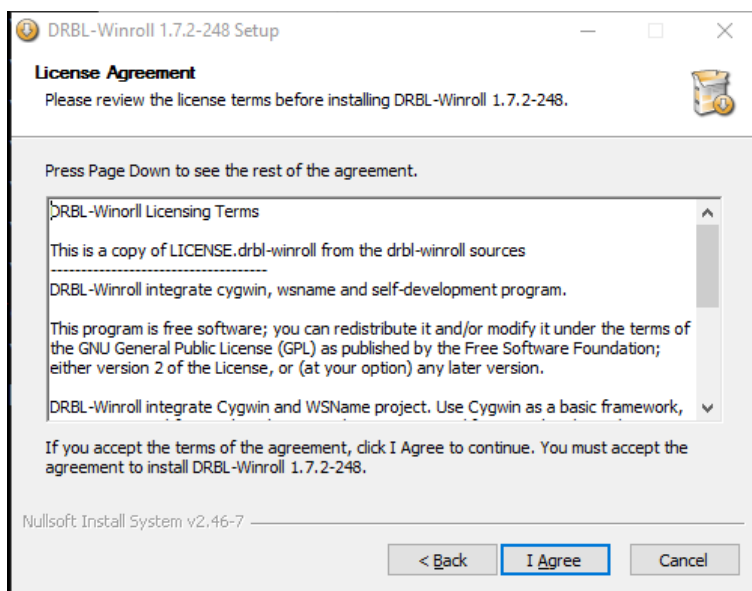 DRBL-Winroll 1.7.2-248 Setup
License Agreement
Please review the license terms before installing DRBL-Winroll 1.7.2-248.
Press Page Down to see the rest of the agreement.
DRBL-Winorll Licensing Terms
This is a copy of LICENSE.drbl-winroll from the drbl-winroll sources
------------------------------------
DRBL-Winroll integrate cygwin, wsname and self-development program.
This program is free software; you can redistribute it and/or modify it under the terms of
the GNU General Public License (GPL) as published by the Free Software Foundation;
either version 2 of the License, or (at your option) any later version.
DRBL-Winroll integrate Cygwin and WSName project. Use Cygwin as a basic framework,
If you accept the terms of the agreement, click I Agree to continue. You must accept the
agreement to install DRBL-Winroll 1.7.2-248.
Nullsoft Install System v2.46-7
< Back
I Agree
Cancel